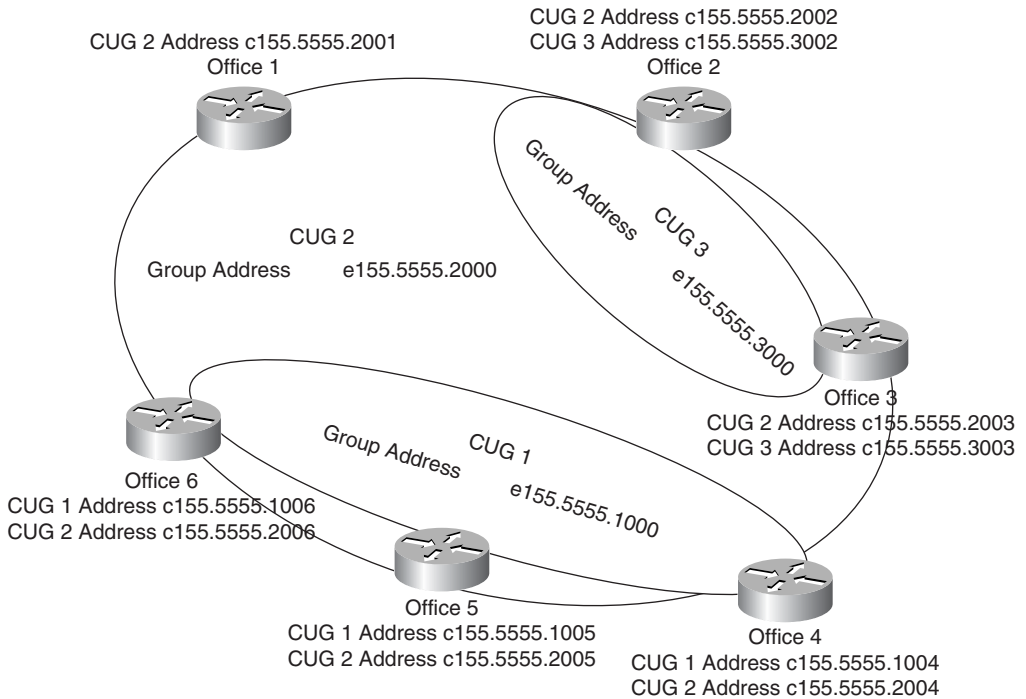 CUG 2 Address c155.5555.2001
Office 1
CUG 2 Address c155.5555.2002
CUG 3 Address c155.5555.3002
Office 2
CUG 2
Group Address e155.5555.2000
CUG 3
Group Address e155.5555.3000
Office 3
CUG 2 Address c155.5555.2003
CUG 3 Address c155.5555.3003
CUG 1
Group Address e155.5555.1000
Office 6
CUG 1 Address c155.5555.1006
CUG 2 Address c155.5555.2006
Office 5
CUG 1 Address c155.5555.1005
CUG 2 Address c155.5555.2005
Office 4
CUG 1 Address c155.5555.1004
CUG 2 Address c155.5555.2004